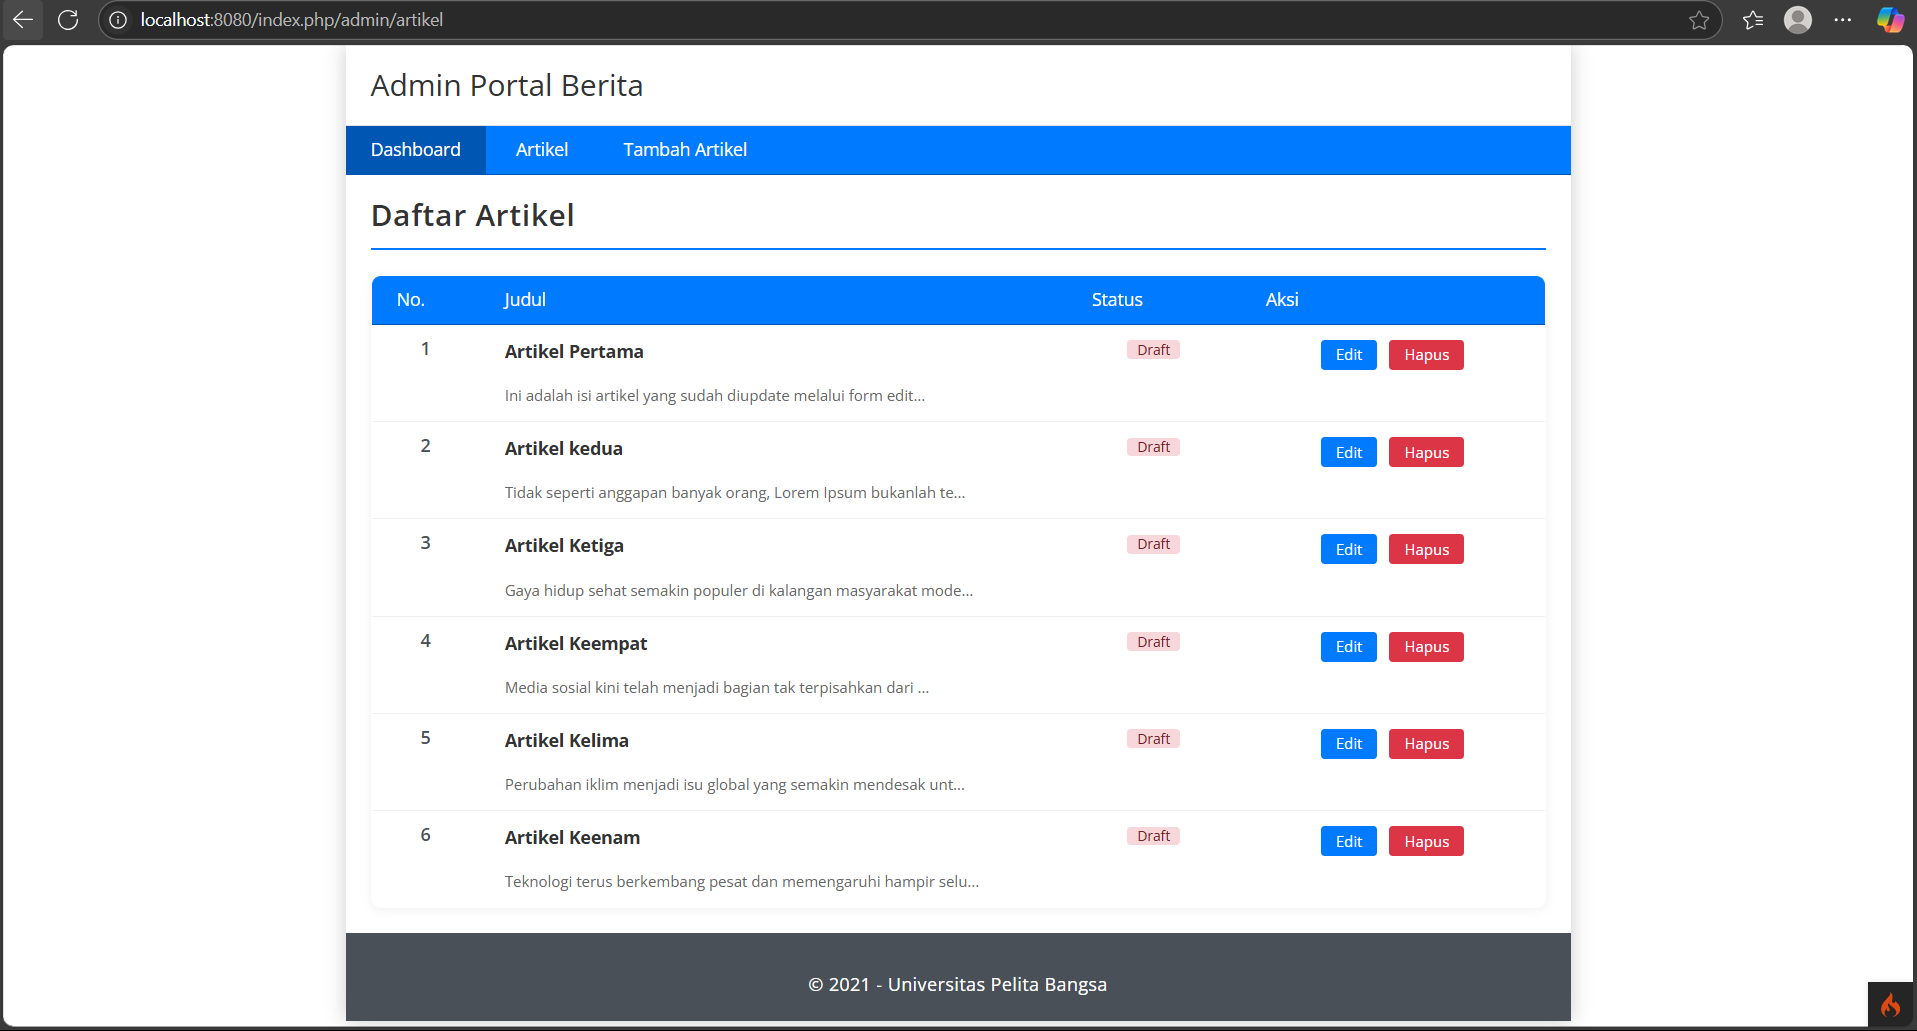 localhost:8080/index.php/admin/artikel
Admin Portal Berita
Dashboard Artikel Tambah Artikel
Daftar Artikel
No. Judul Status Aksi
1 Artikel Pertama Draft Edit Hapus
Ini adalah isi artikel yang sudah diupdate melalui form edit...
2 Artikel kedua Draft Edit Hapus
Tidak seperti anggapan banyak orang, Lorem Ipsum bukanlah te...
3 Artikel Ketiga Draft Edit Hapus
Gaya hidup sehat semakin populer di kalangan masyarakat mode...
4 Artikel Keempat Draft Edit Hapus
Media sosial kini telah menjadi bagian tak terpisahkan dari ...
5 Artikel Kelima Draft Edit Hapus
Perubahan iklim menjadi isu global yang semakin mendesak unt...
6 Artikel Keenam Draft Edit Hapus
Teknologi terus berkembang pesat dan memengaruhi hampir selu...
© 2021 - Universitas Pelita Bangsa